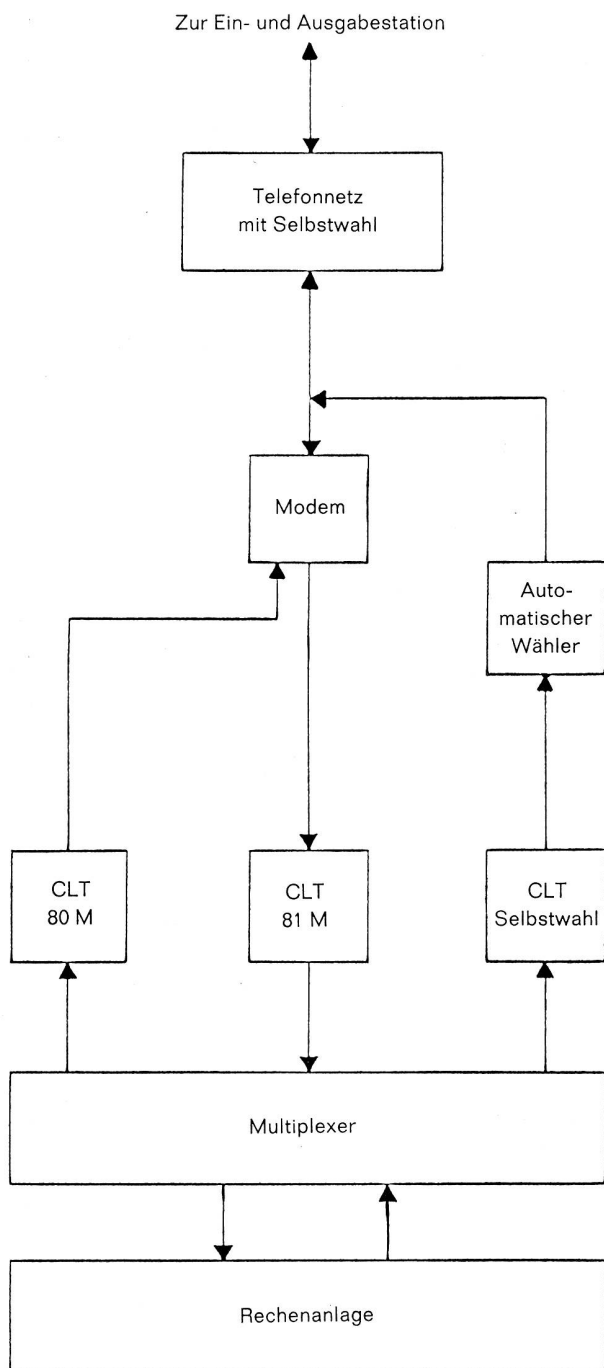 Zur Ein- und Ausgabestation
Telefonnetz
mit Selbstwahl
Modem
Auto-
matischer
Wähler
CLT
80 M
CLT
81 M
CLT
Selbstwahl
Multiplexer
Rechenanlage